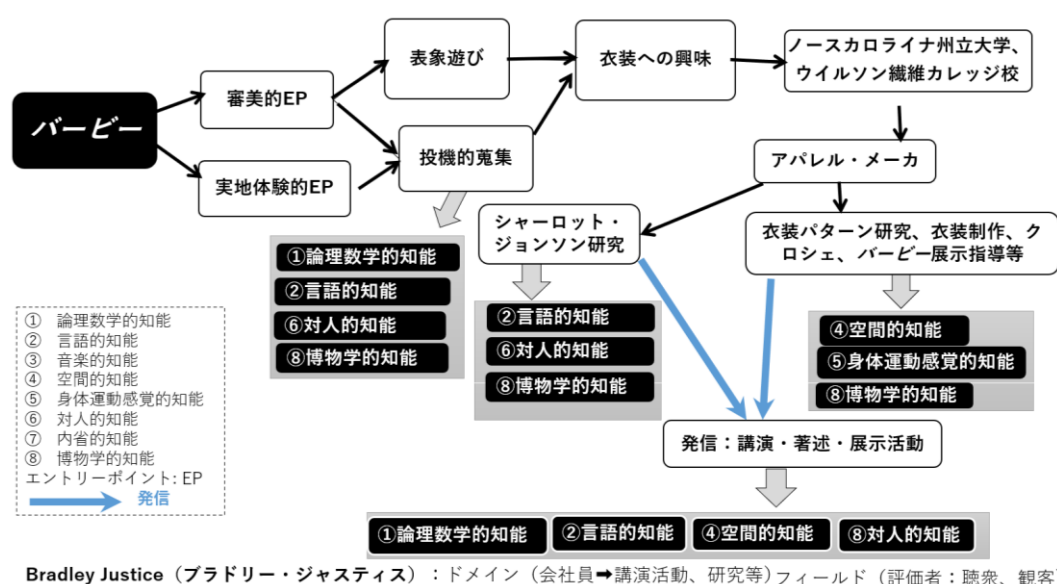 バービー
審美的EP
実地体験的EP
表象遊び
投機的蒐集
衣装への興味
ノースカロライナ州立大学、
ウイルソン繊維カレッジ校
アパレル・メーカ
シャーロット・
ジョンソン研究
衣装パターン研究、衣装制作、ク
ロシェ、バービー展示指導等
①論理数学的知能
②言語的知能
⑥対人的知能
⑧博物学的知能
②言語的知能
⑥対人的知能
⑧博物学的知能
④空間的知能
⑤身体運動感覚的知能
⑧博物学的知能
発信：講演・著述・展示活動
①論理数学的知能
②言語的知能
④空間的知能
⑧対人的知能
① 論理数学的知能
② 言語的知能
③ 音楽的知能
④ 空間的知能
⑤ 身体運動感覚的知能
⑥ 対人的知能
⑦ 内省的知能
⑧ 博物学的知能
エントリーポイント: EP
発信
Bradley Justice（ブラドリー・ジャスティス）：ドメイン（会社員➡講演活動、研究等）フィールド（評価者：聴衆、観客